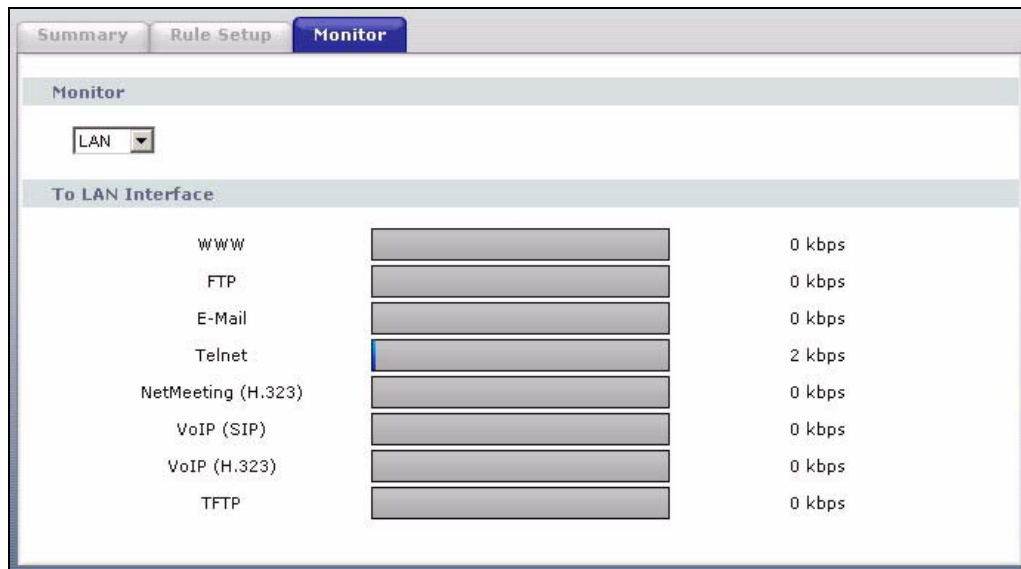 Summary Rule Setup Monitor
Monitor
LAN
To LAN Interface
WWW 0 kbps
FTP 0 kbps
E-Mail 0 kbps
Telnet 2 kbps
NetMeeting (H.323) 0 kbps
VoIP (SIP) 0 kbps
VoIP (H.323) 0 kbps
TFTP 0 kbps